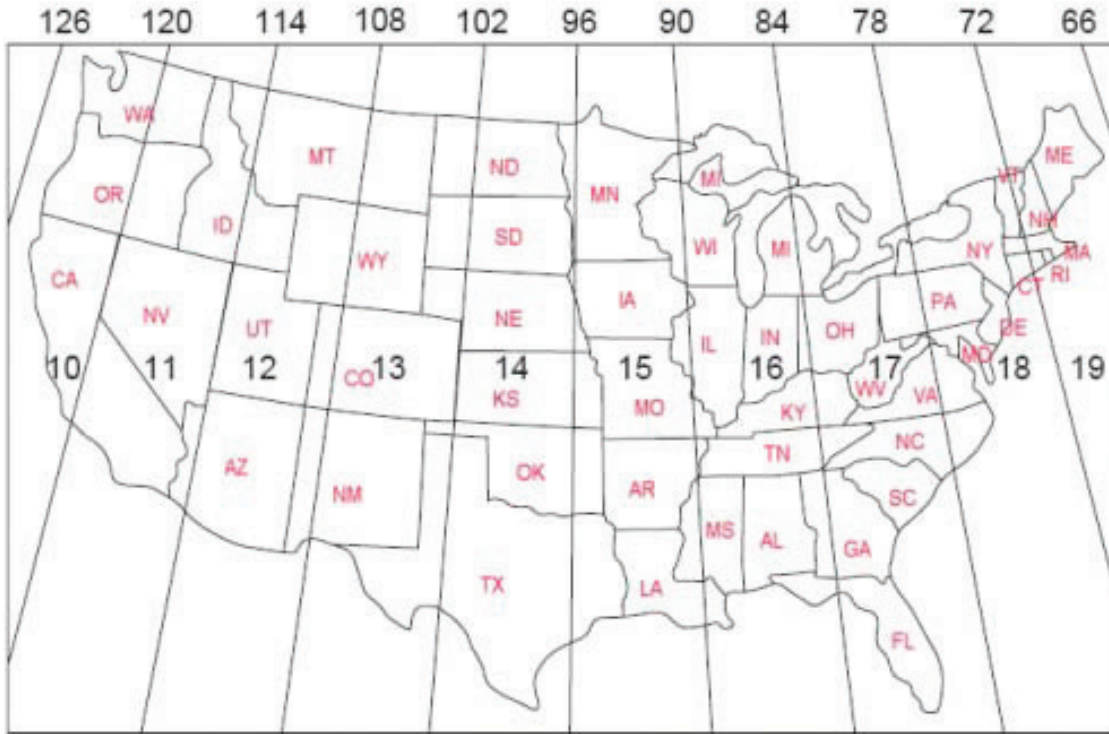 126 120 114 108 102 96 90 84 78 72 66
WA
MT
ND
MN
MI
VT
ME
OR
ID
SD
WI
MI
NY
NH
MA
WY
RI
CA
CT
NV
UT
NE
IA
PA
DE
IL
IN
OH
MD
10 11 12 CO 13 14 15 16 17 18 19
KS
MO
KY
WV
VA
AZ
NM
OK
TN
NC
AR
SC
MS
AL
GA
TX
LA
FL